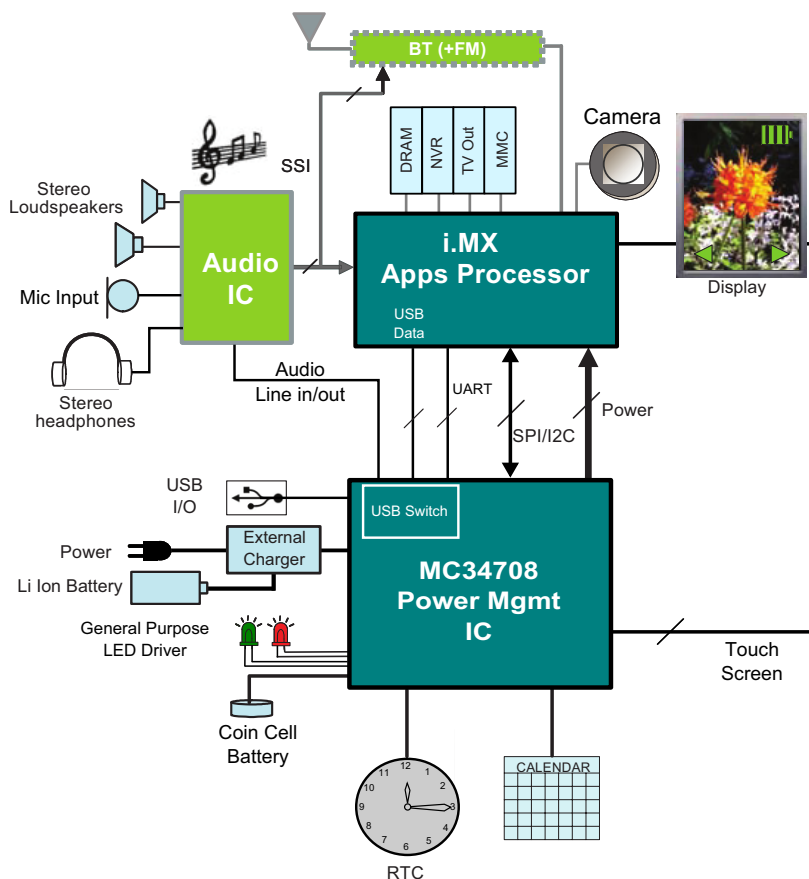 BT (+FM)
DRAM
NVR
TV Out
MMC
Camera
SSI
Stereo
Loudspeakers
Audio
IC
i.MX
Apps Processor
Mic Input
Display
USB
Data
Stereo
headphones
Audio
Line in/out
UART
SPI/I2C
Power
USB
I/O
USB Switch
Power
External
Charger
Li Ion Battery
MC34708
Power Mgmt
IC
General Purpose
LED Driver
Touch
Screen
Coin Cell
Battery
12
1
2
3
4
5
6
7
8
9
10
11
RTC
CALENDAR